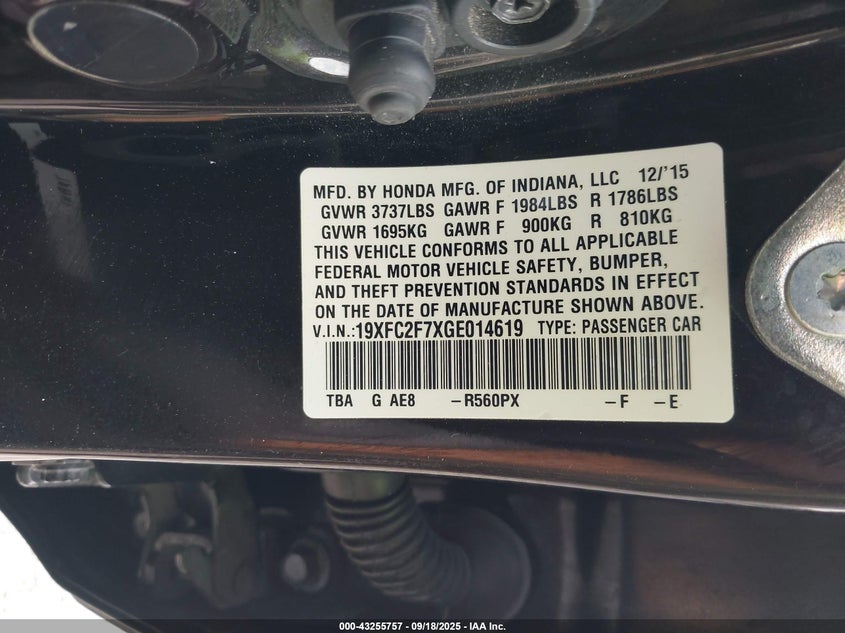 MFD. BY HONDA MFG. OF INDIANA, LLC 12/'15
GVWR 3737LBS GAWR F 1984LBS R 1786LBS
GVWR 1695KG GAWR F 900KG R 810KG
THIS VEHICLE CONFORMS TO ALL APPLICABLE
FEDERAL MOTOR VEHICLE SAFETY, BUMPER,
AND THEFT PREVENTION STANDARDS IN EFFECT
ON THE DATE OF MANUFACTURE SHOWN ABOVE.
V.I.N.:19XFC2F7XGE014619 TYPE: PASSENGER CAR
TBA G AE8 -R560PX -F -E
000-43255757 - 09/18/2025 - IAA Inc.